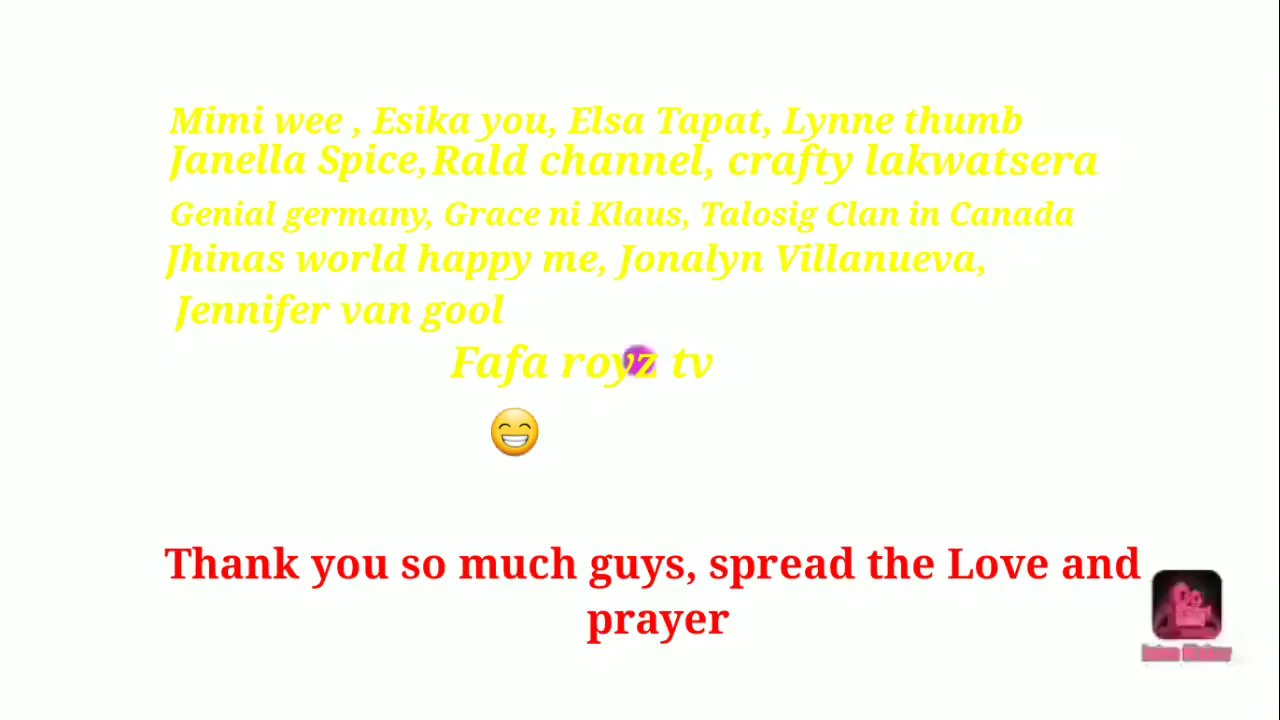 Mimi wee , Esika you, Elsa Tapat, Lynne thumb
Janella Spice, Rald channel, crafty lakwatsera
Genial germany, Grace ni Klaus, Talosig Clan in Canada
Jhinas world happy me, Jonalyn Villanueva,
Jennifer van gool
Fafa royz tv
Thank you so much guys, spread the Love and
prayer